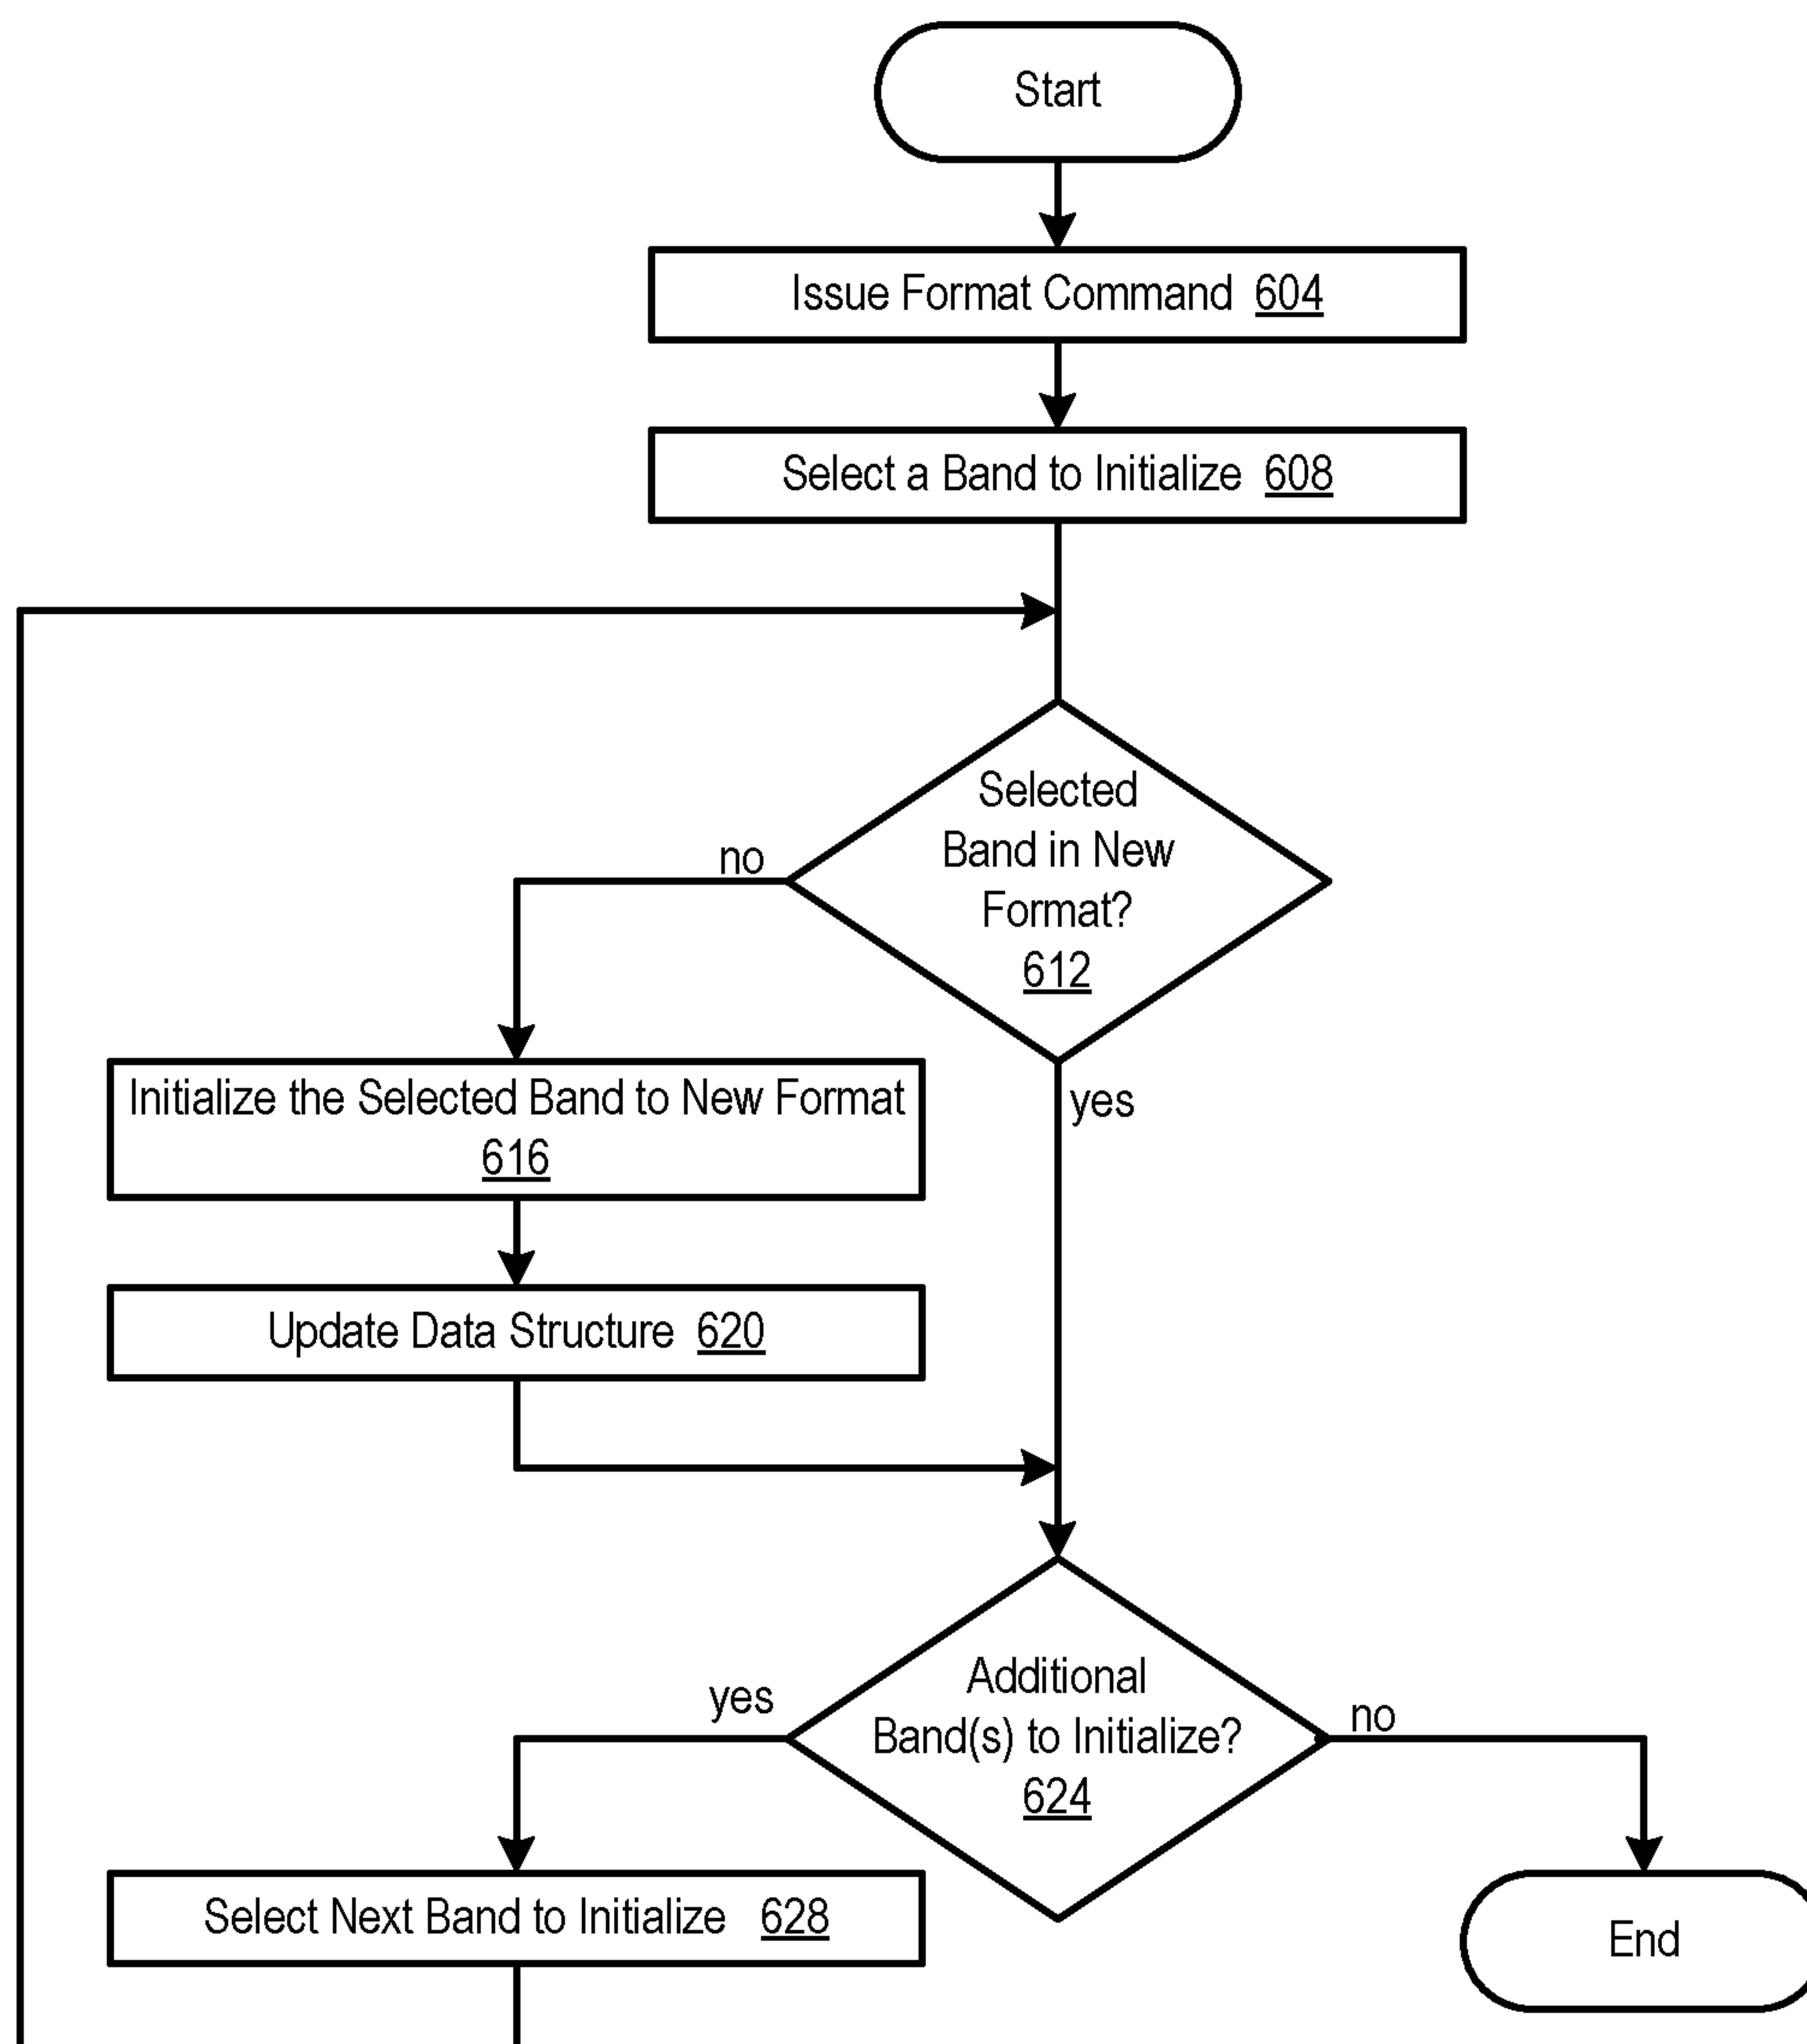 Start
Issue Format Command 604
Select a Band to Initialize 608
Selected
Band in New
Format?
612
no
yes
Initialize the Selected Band to New Format
616
Update Data Structure 620
Additional
Band(s) to Initialize?
624
yes
no
Select Next Band to Initialize 628
End